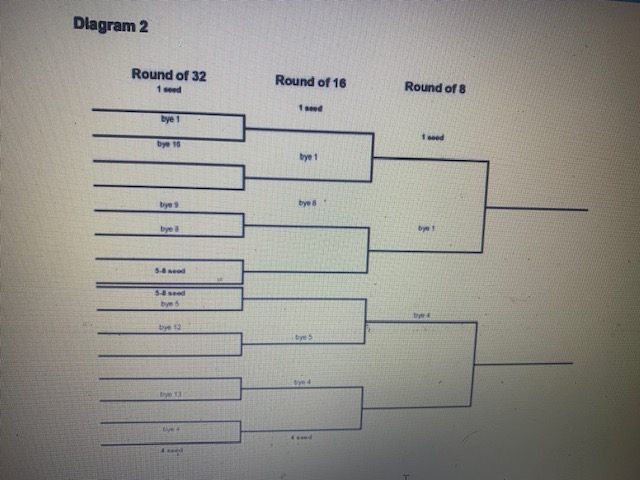 Diagram 2
Round of 32
Round of 16
Round of 8
1 seed
1 seed
1 seed
bye 1
bye 16
bye 1
bye 9
bye 8
bye 8
bye 1
5-8 seed
5-8 seed
bye 5
bye 12
bye 5
bye 4
bye 4
bye 13
bye 4
4 seed
4 seed